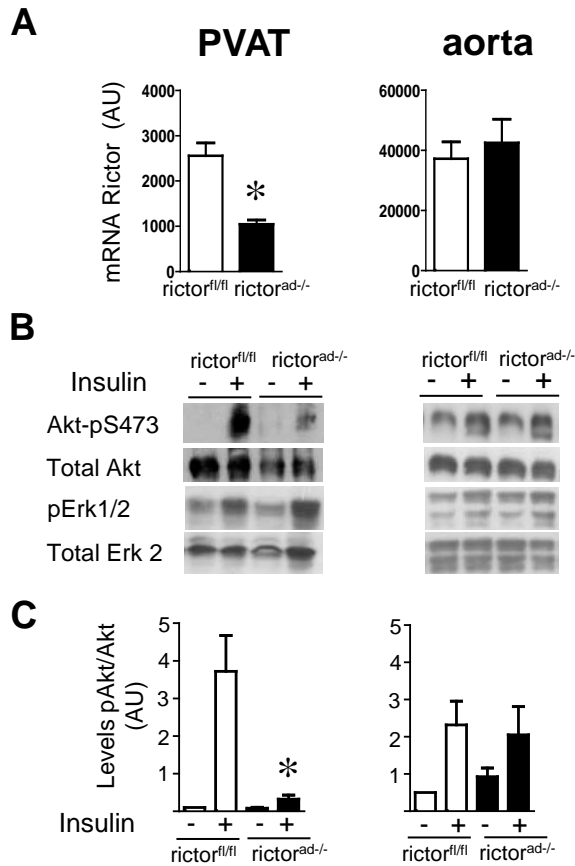 A
PVAT aorta
mRNA Rictor (AU)
4000
3000
2000
1000
0
*
rictorfl/fl rictorad-/-
60000
40000
20000
0
rictorfl/fl rictorad-/-
B
rictorfl/fl rictorad-/- rictorfl/fl rictorad-/-
Insulin - + - + - + - +
Akt-pS473
Total Akt
pErk1/2
Total Erk 2
C
Levels pAkt/Akt
(AU)
5
4
3
2
1
*
5
4
3
2
1
Insulin - + - + - + - +
rictorfl/fl rictorad-/- rictorfl/fl rictorad-/-